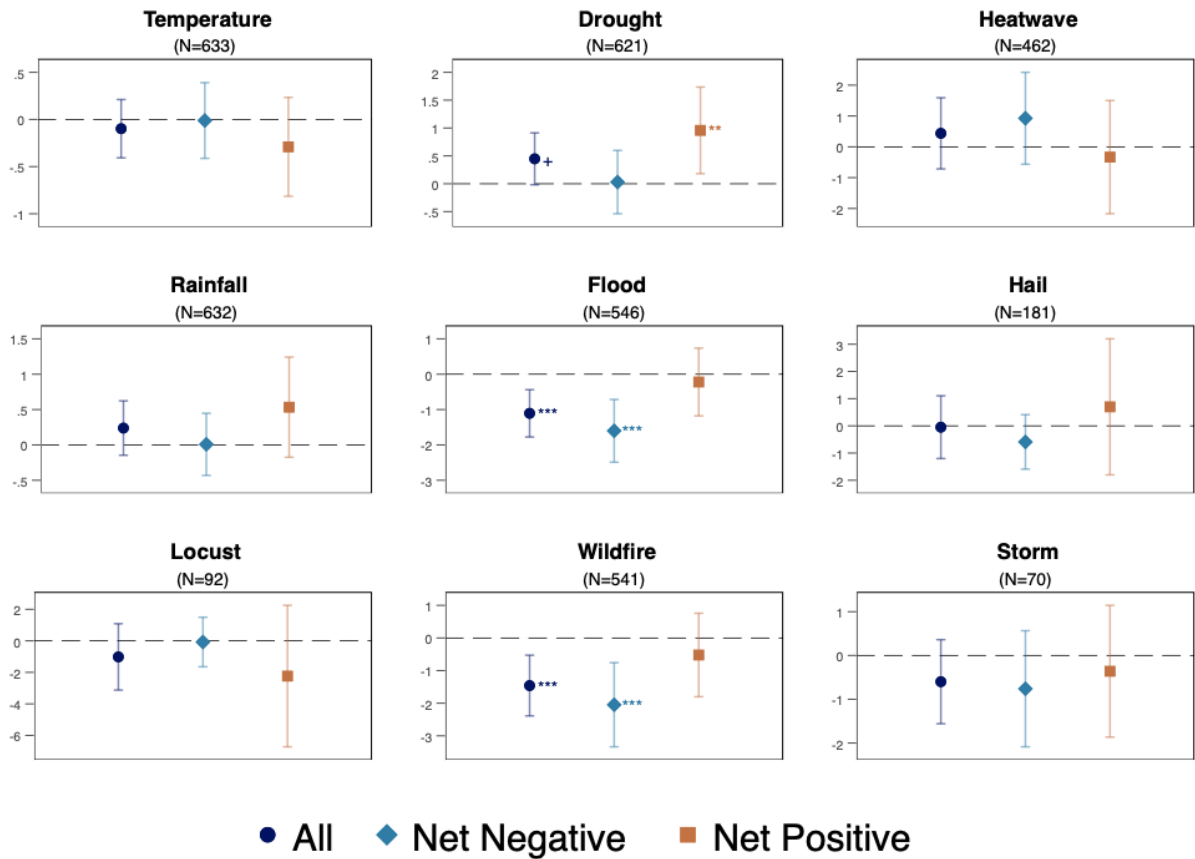 Temperature
(N=633)
.5
0
-.5
-1
Drought
(N=621)
2
1.5
1
.5
0
-.5
+
**
Heatwave
(N=462)
2
1
0
-1
-2
Rainfall
(N=632)
1.5
1
.5
0
-.5
Flood
(N=546)
1
0
-1
-2
-3
***
***
Hail
(N=181)
3
2
1
0
-1
-2
Locust
(N=92)
2
0
-2
-4
-6
Wildfire
(N=541)
1
0
-1
-2
-3
***
***
Storm
(N=70)
1
0
-1
-2
All Net Negative Net Positive